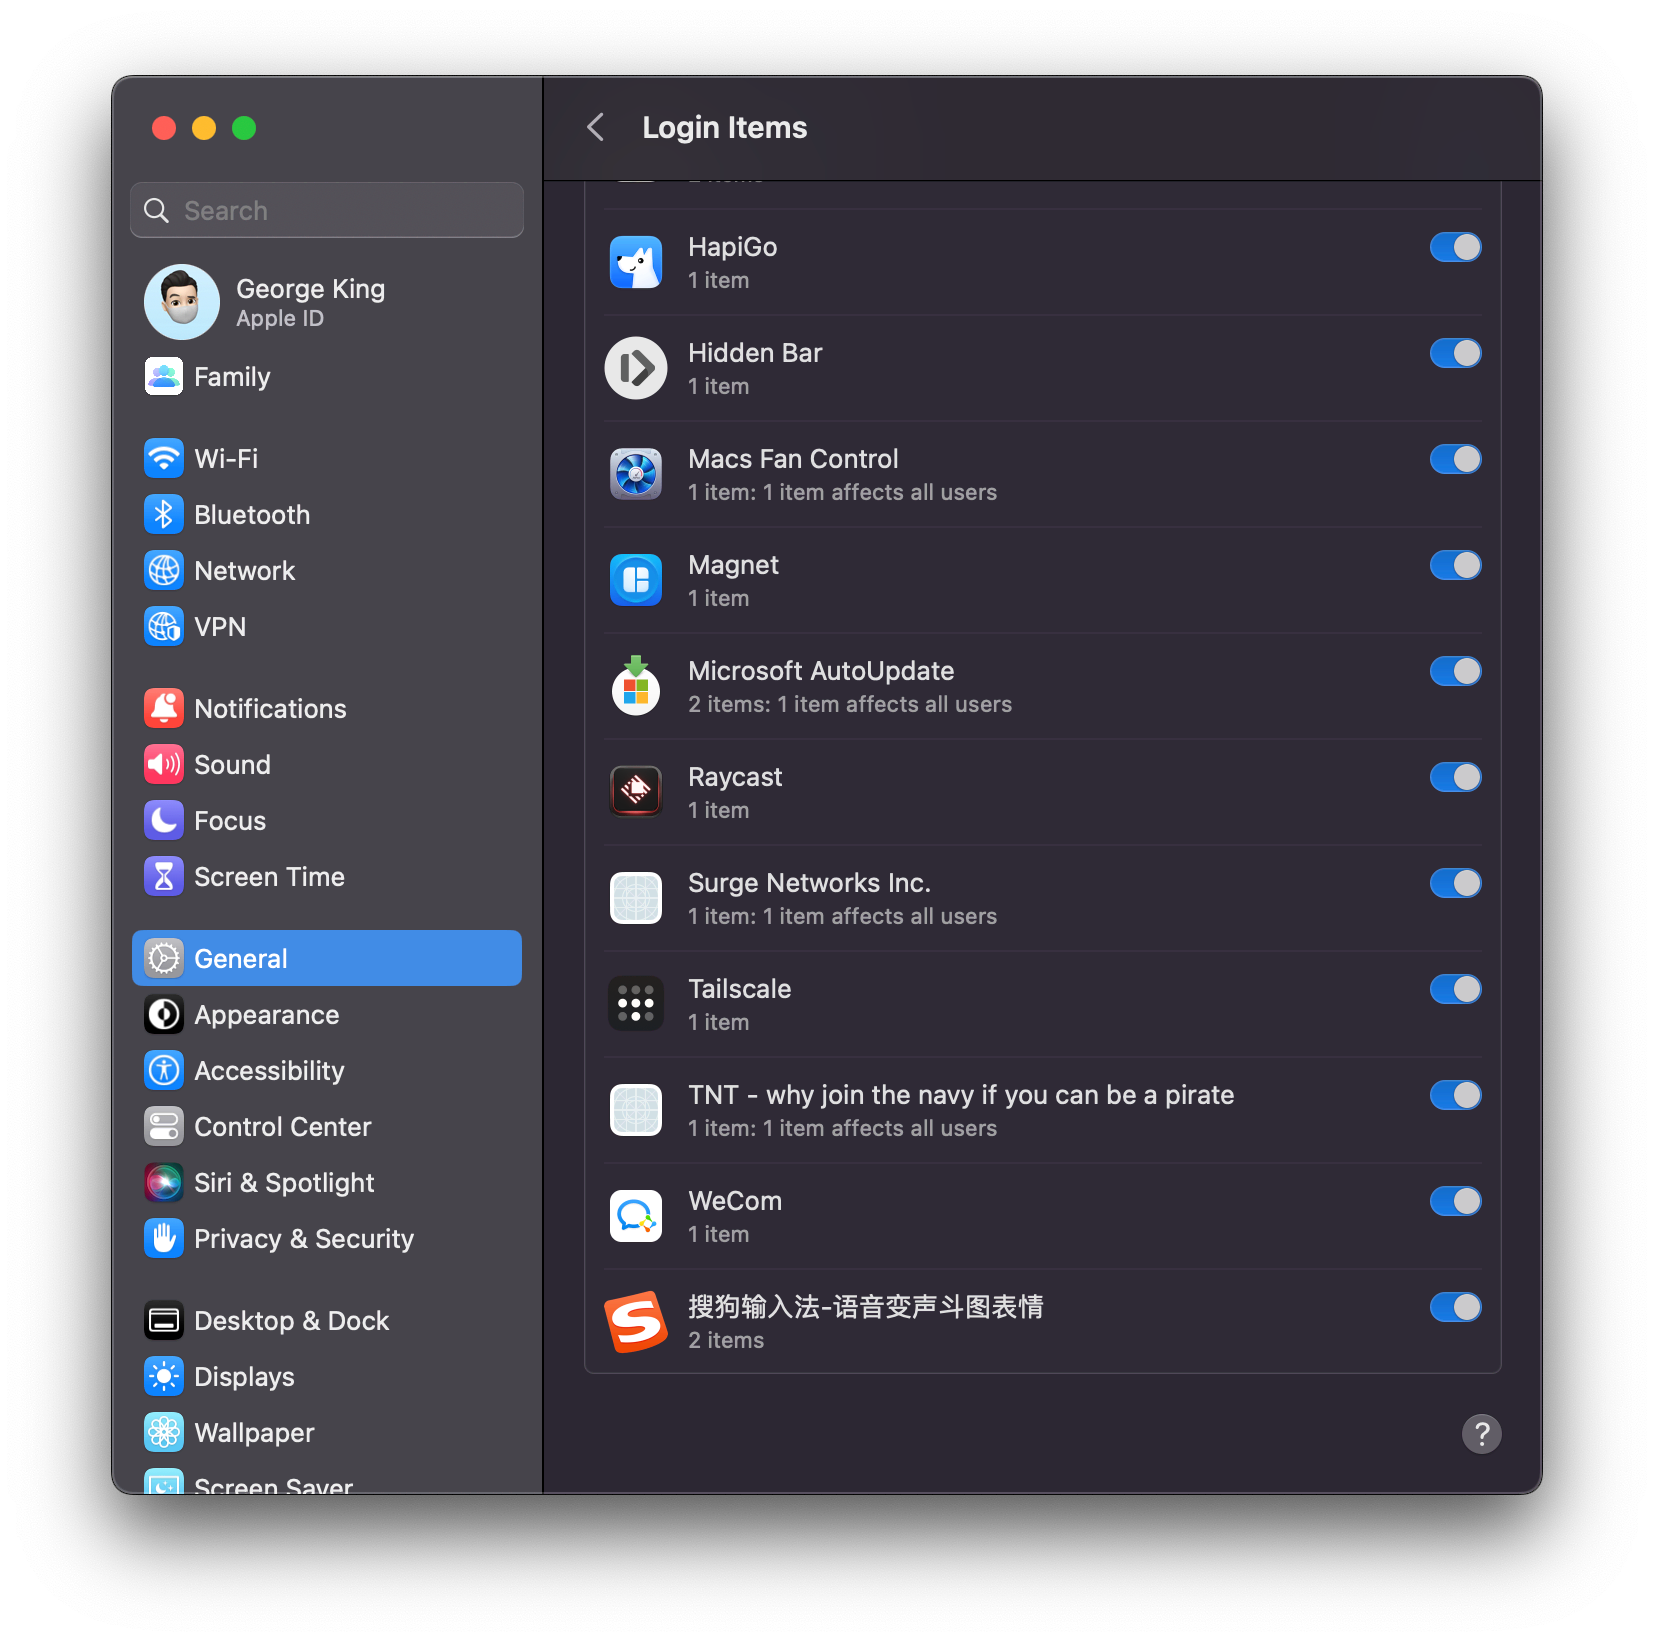 Search
George King
Apple ID
Family
Wi-Fi
Bluetooth
Network
VPN
Notifications
Sound
Focus
Screen Time
General
Appearance
Accessibility
Control Center
Siri & Spotlight
Privacy & Security
Desktop & Dock
Displays
Wallpaper
Screen Saver
Login Items
HapiGo
1 item
Hidden Bar
1 item
Macs Fan Control
1 item: 1 item affects all users
Magnet
1 item
Microsoft AutoUpdate
2 items: 1 item affects all users
Raycast
1 item
Surge Networks Inc.
1 item: 1 item affects all users
Tailscale
1 item
TNT - why join the navy if you can be a pirate
1 item: 1 item affects all users
WeCom
1 item
搜狗输入法-语音变声斗图表情
2 items
?